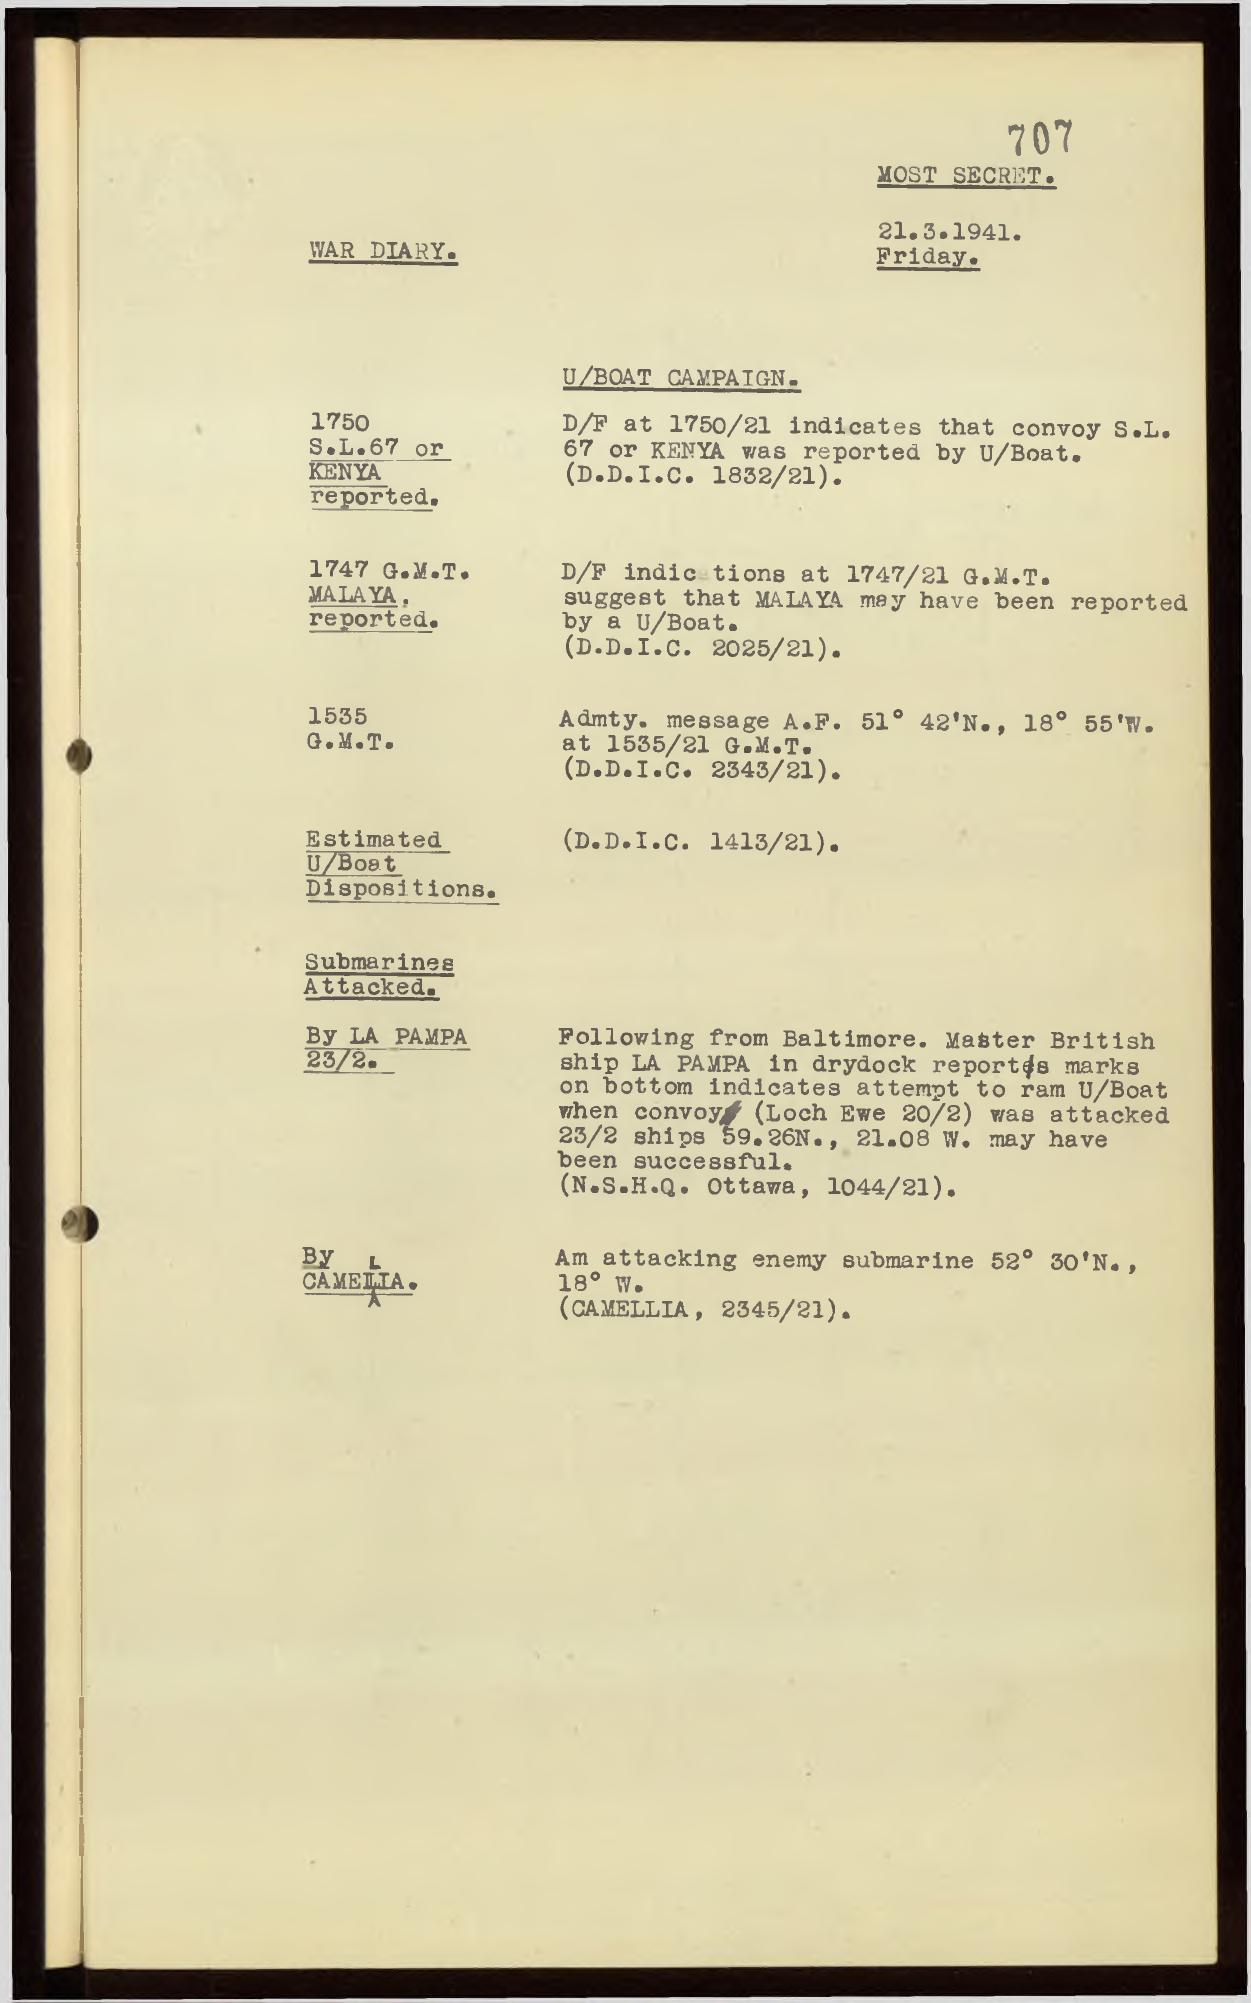 707
MOST SECRET.
21.3.1941.
Friday.
WAR DIARY.
U/BOAT CAMPAIGN.
1750
S.L.67 or
KENYA
reported.
D/F at 1750/21 indicates that convoy S.L.
67 or KENYA was reported by U/Boat.
(D.D.I.C. 1832/21).
1747 G.M.T.
MALAYA.
reported.
D/F indic tions at 1747/21 G.M.T.
suggest that MALAYA may have been reported
by a U/Boat.
(D.D.I.C. 2025/21).
1535
G.M.T.
Admty. message A.F. 51° 42'N., 18° 55'W.
at 1535/21 G.M.T.
(D.D.I.C. 2343/21).
Estimated
U/Boat
Dispositions.
(D.D.I.C. 1413/21).
Submarines
Attacked.
By LA PAMPA
23/2.
Following from Baltimore. Master British
ship LA PAMPA in drydock reports marks
on bottom indicates attempt to ram U/Boat
when convoy (Loch Ewe 20/2) was attacked
23/2 ships 59.26N., 21.08 W. may have
been successful.
(N.S.H.Q. Ottawa, 1044/21).
By
CAMELLIA.
Am attacking enemy submarine 52° 30'N.,
18° W.
(CAMELLIA, 2345/21).